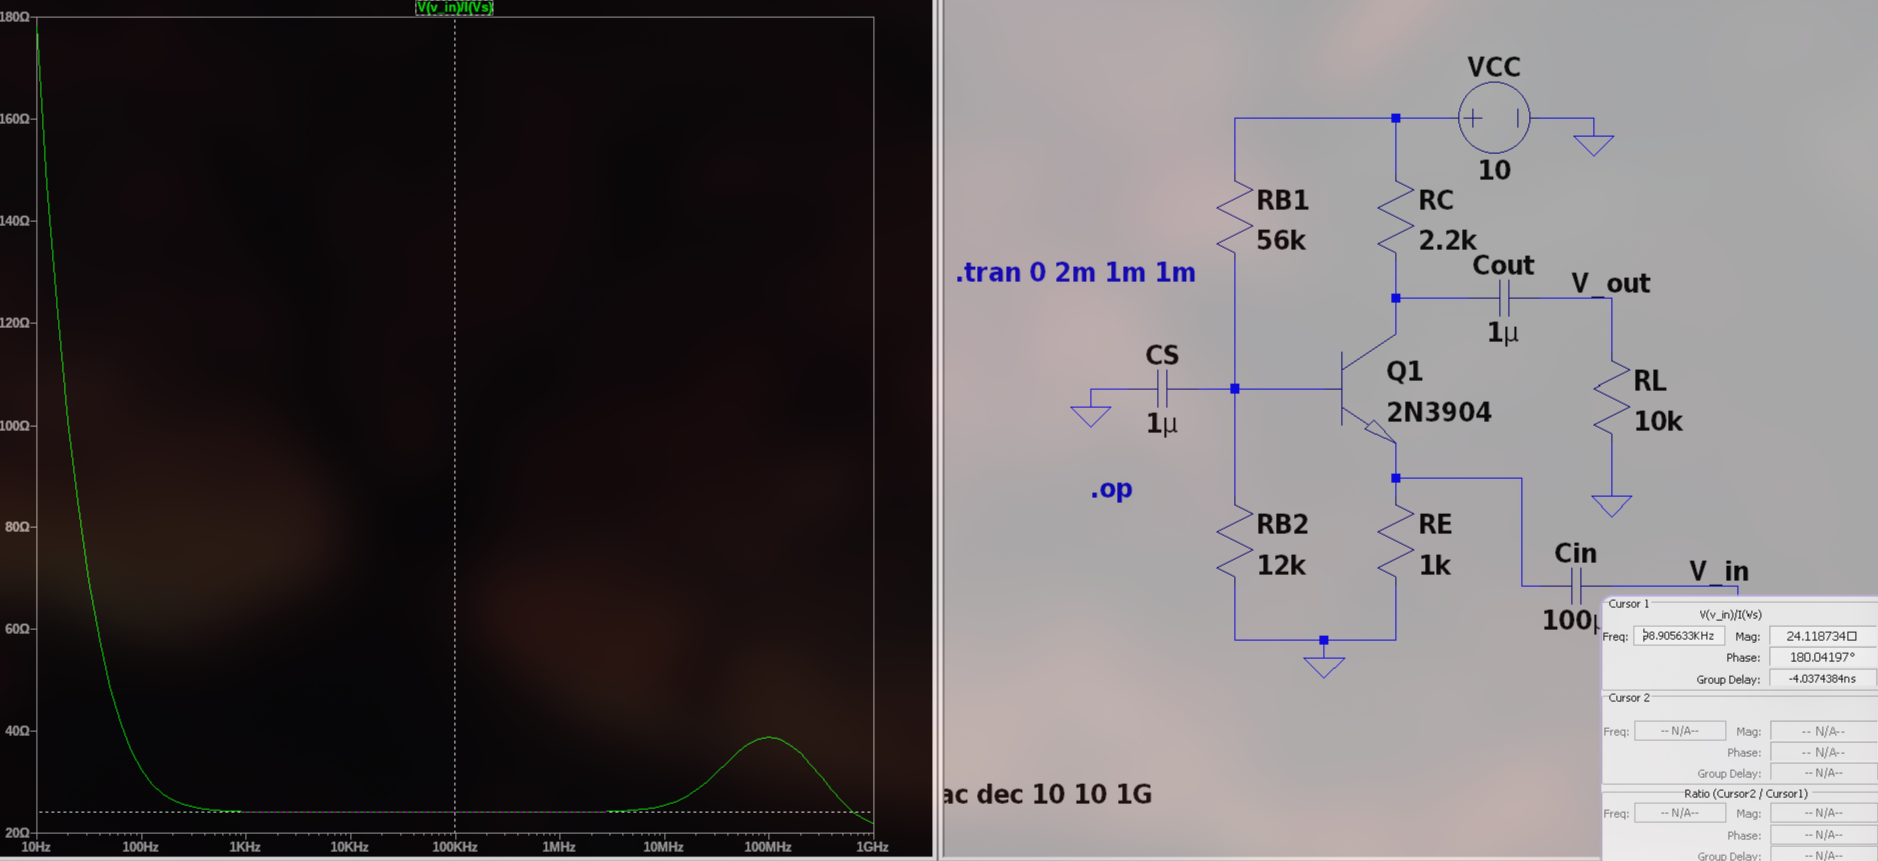 V(v_in)/I(Vs)
180Ω
160Ω
140Ω
120Ω
100Ω
80Ω
60Ω
40Ω
20Ω
10Hz 100Hz 1KHz 10KHz 100KHz 1MHz 10MHz 100MHz 1GHz
VCC
10
RB1
56k
RC
2.2k
.tran 0 2m 1m 1m
Cout
1µ
V_out
CS
1µ
Q1
2N3904
RL
10k
.op
RB2
12k
RE
1k
Cin
100µ
V_in
ac dec 10 10 1G
Cursor 1
V(v_in)/I(Vs)
Freq: 98.905633KHz Mag: 24.118734□
Phase: 180.04197°
Group Delay: -4.0374384ns
Cursor 2
Freq: -- N/A-- Mag: -- N/A--
Phase: -- N/A--
Group Delay: -- N/A--
Ratio (Cursor2 / Cursor1)
Freq: -- N/A-- Mag: -- N/A--
Phase: -- N/A--
Group Delay: -- N/A--